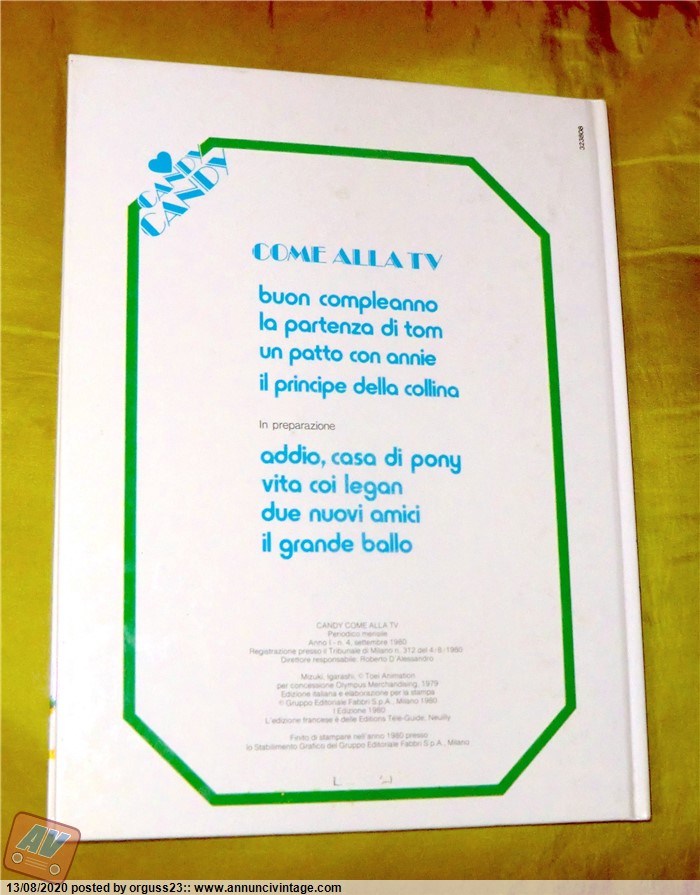 323808
CANDY
CANDY
COME ALLA TV
buon compleanno
la partenza di tom
un patto con annie
il principe della collina
In preparazione
addio, casa di pony
vita coi legan
due nuovi amici
il grande ballo
CANDY COME ALLA TV
Periodico mensile
Anno I - n. 4, settembre 1980
Registrazione presso il Tribunale di Milano n. 312 del 4-8-1980
Direttore responsabile: Roberto D'Alessandro
Mizuki, Igarashi, © Toei Animation
per concessione Olympus Merchandising, 1979
Edizione italiana e elaborazione per la stampa
© Gruppo Editoriale Fabbri S.p.A., Milano 1980
I Edizione 1980
L'edizione francese è delle Editions Télé-Guide, Neuilly
Finito di stampare nell'anno 1980 presso
lo Stabilimento Grafico del Gruppo Editoriale Fabbri S.p.A., Milano
AV
13/08/2020 posted by orguss23:: www.annuncivintage.com